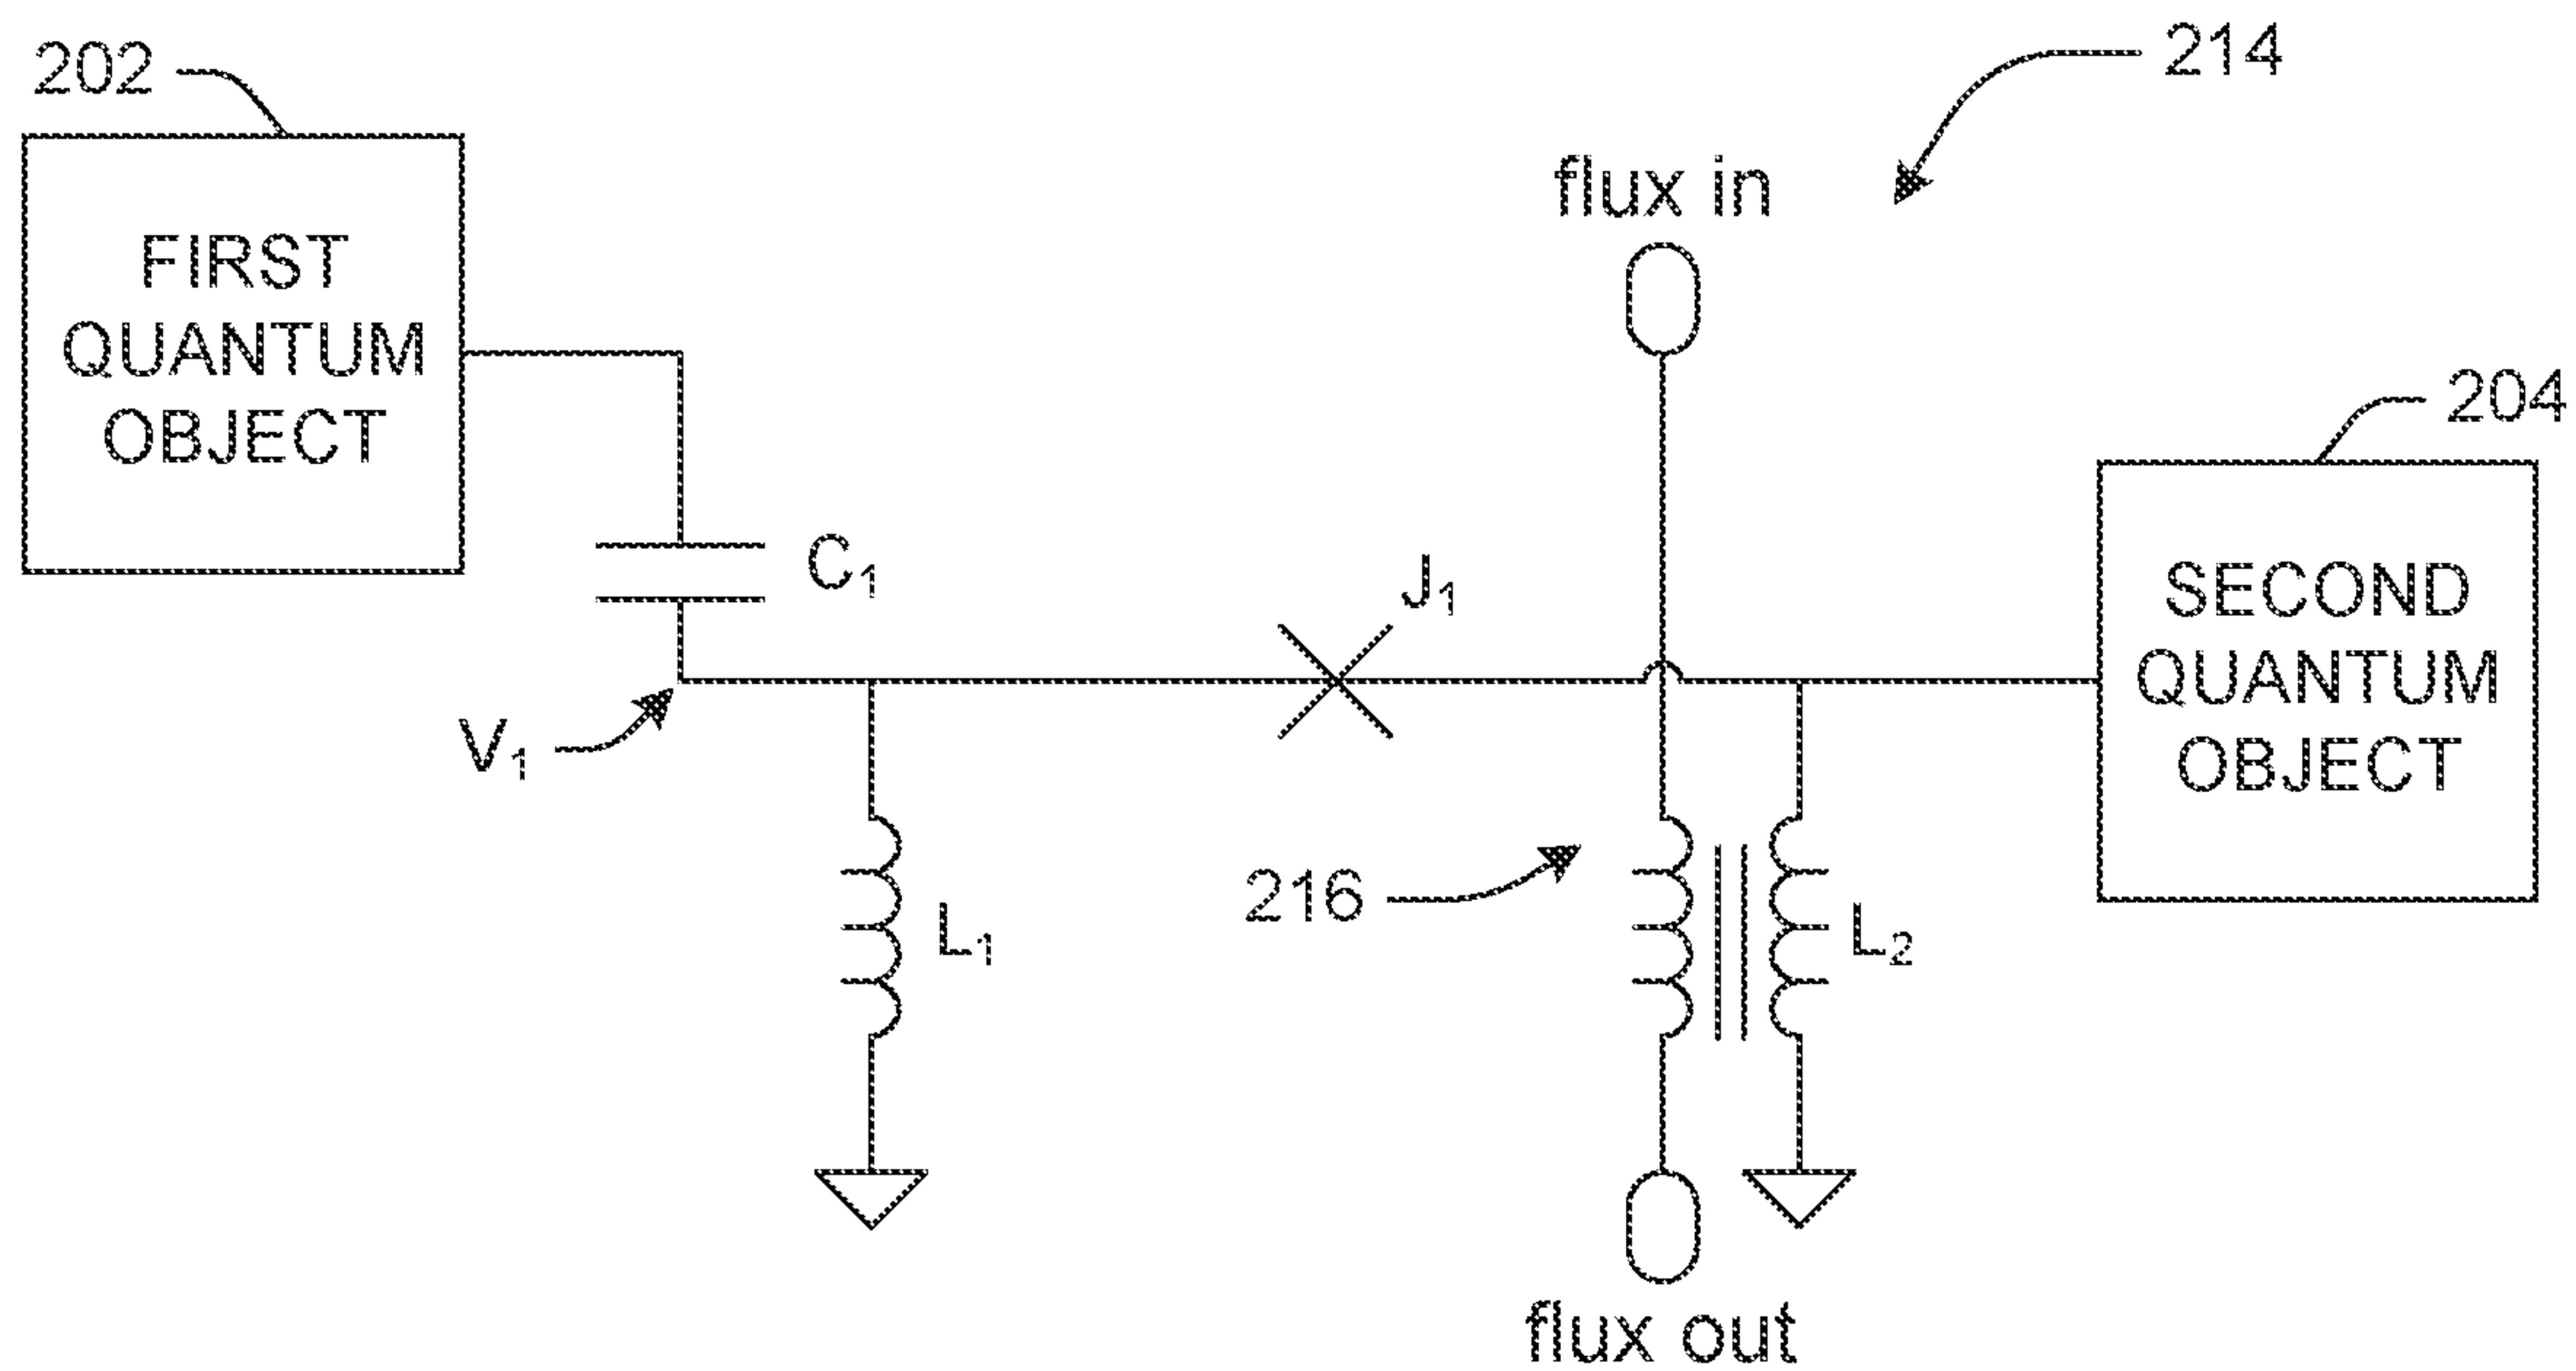 202
214
flux in
FIRST
QUANTUM
OBJECT
204
C₁
J₁
SECOND
QUANTUM
OBJECT
V₁
216
L₁
L₂
flux out